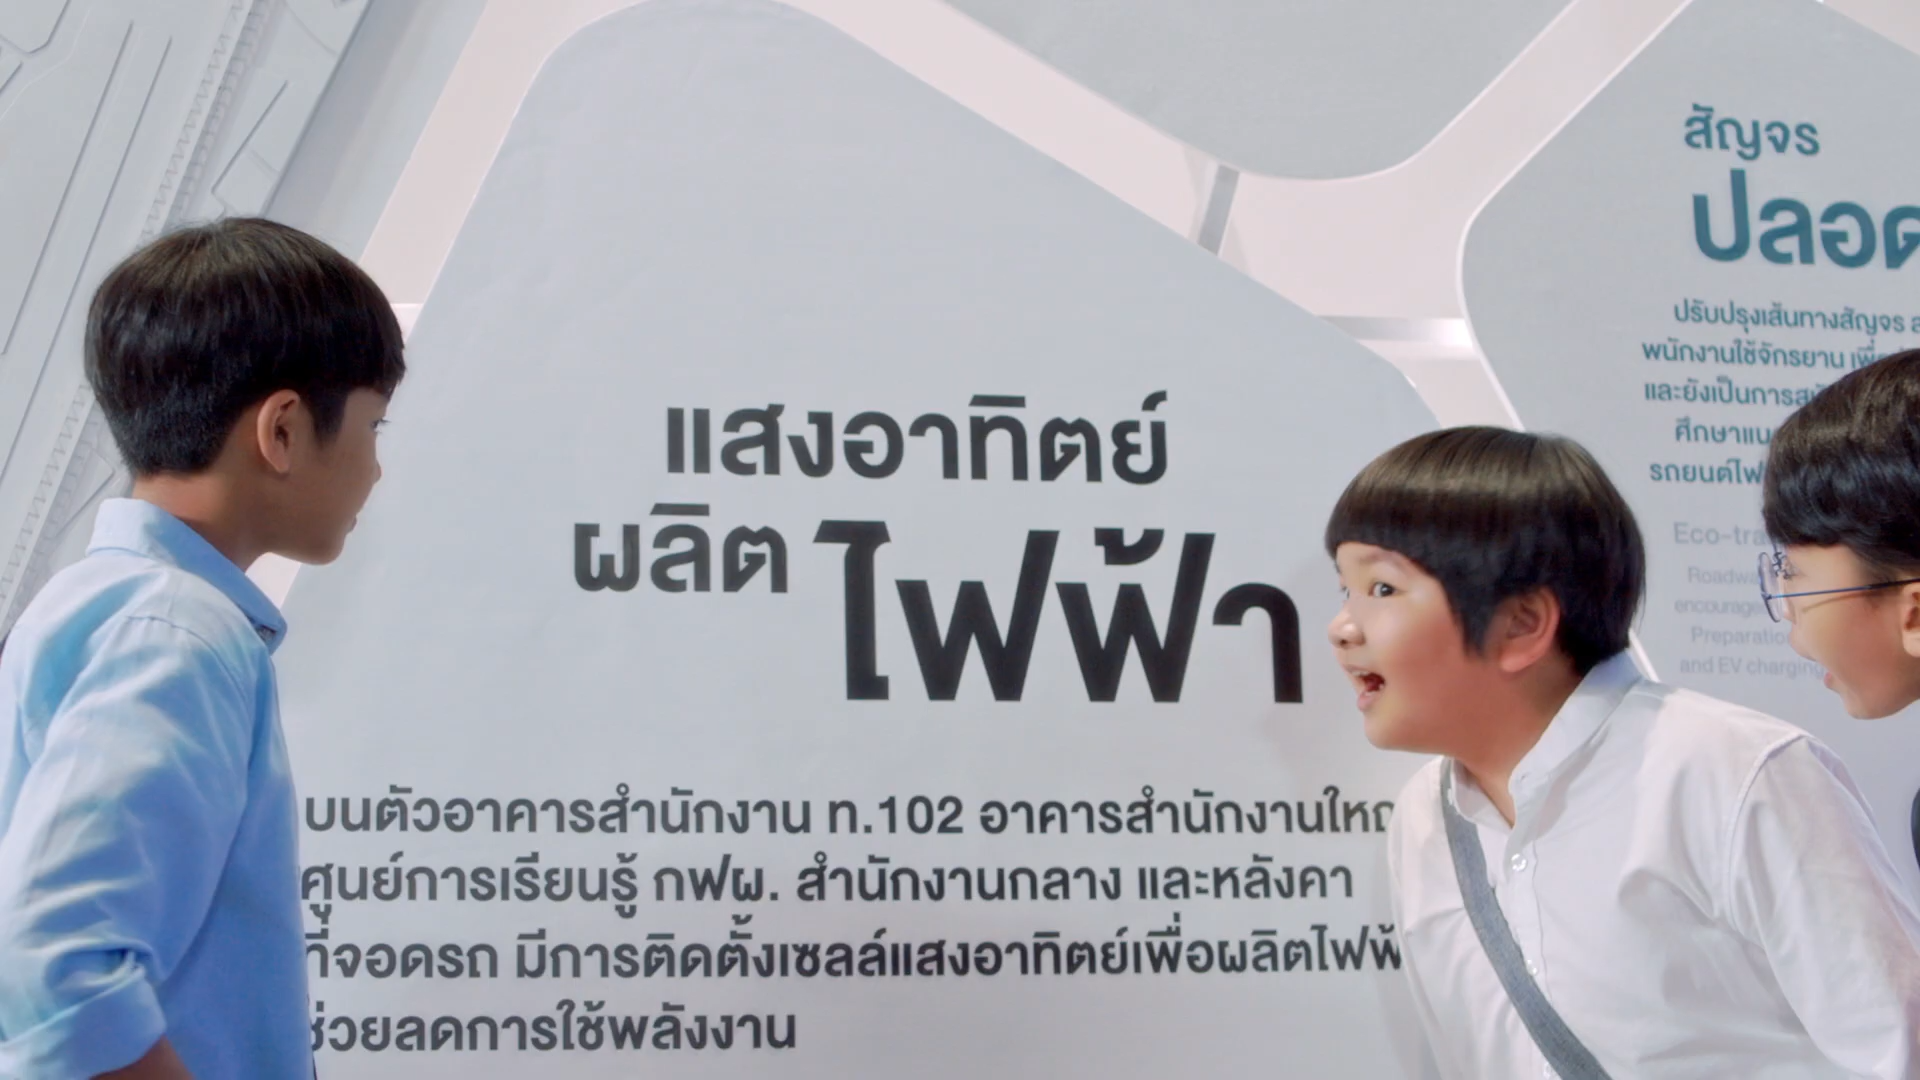 แสงอาทิตย์
ผลิต ไฟฟ้า
บนตัวอาคารสำนักงาน ท.102 อาคารสำนักงานใหญ
ศูนย์การเรียนรู้ กฟผ. สำนักงานกลาง และหลังคา
ที่จอดรถ มีการติดตั้งเซลล์แสงอาทิตย์เพื่อผลิตไฟฟ้
ช่วยลดการใช้พลังงาน
สัญจร
ปลอด
ปรับปรุงเส้นทางสัญจร
พนักงานใช้จักรยาน เพื่
และยังเป็นการส
ศึกษาแน
รถยนต์ไฟ
Eco-tra
Roadwa
encourage
Preparatio
and EV charging